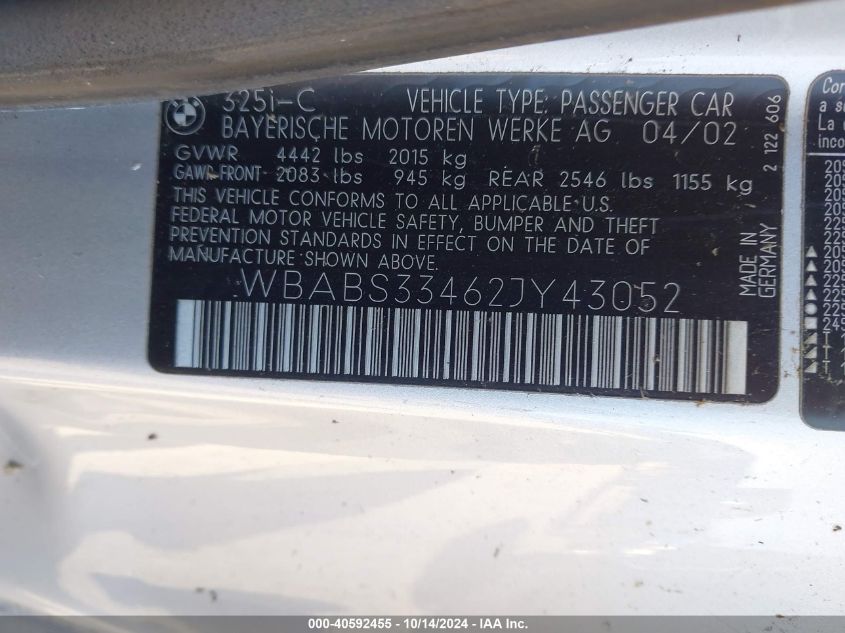 325i-C VEHICLE TYPE: PASSENGER CAR
BAYERISCHE MOTOREN WERKE AG 04/02
GVWR 4442 lbs 2015 kg
GAWR-FRONT 2083 lbs 945 kg REAR 2546 lbs 1155 kg
THIS VEHICLE CONFORMS TO ALL APPLICABLE U.S.
FEDERAL MOTOR VEHICLE SAFETY, BUMPER AND THEFT
PREVENTION STANDARDS IN EFFECT ON THE DATE OF
MANUFACTURE SHOWN ABOVE.
WBABS33462JY43052
MADE IN
GERMANY
2 122 606
000-40592455 - 10/14/2024 - IAA Inc.